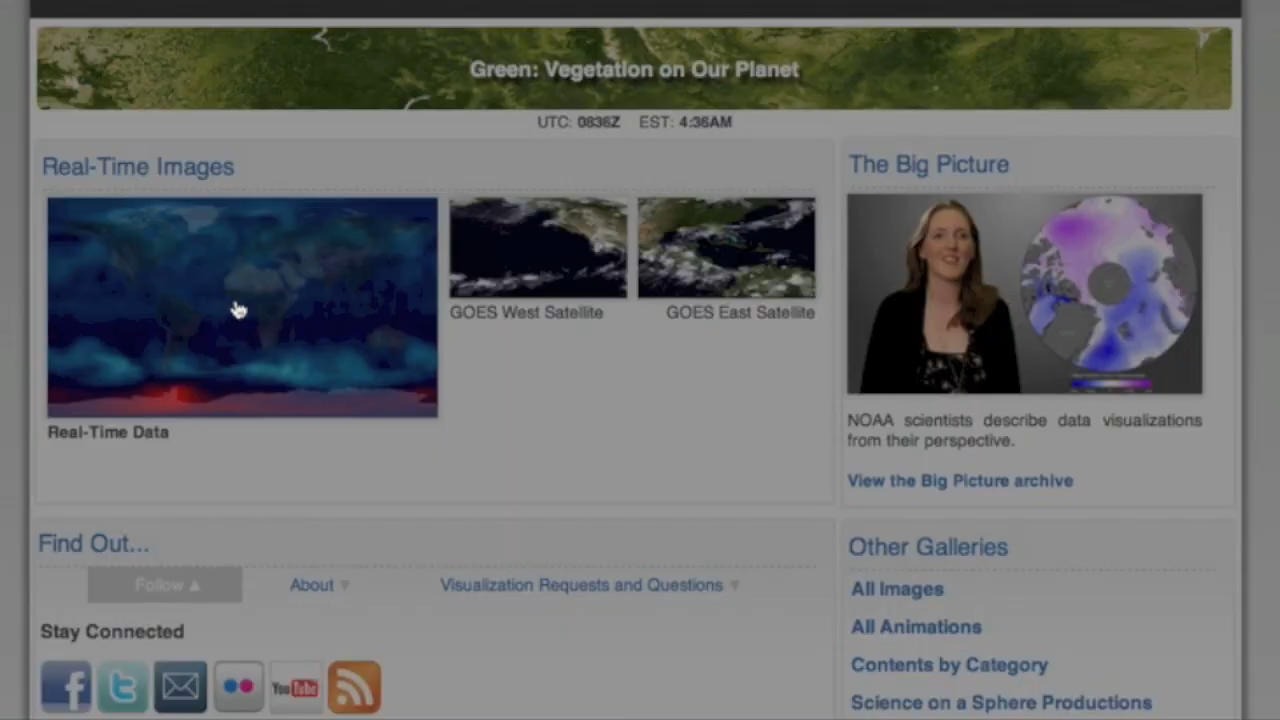 Green: Vegetation on Our Planet
UTC: 0836Z EST: 4:36AM
Real-Time Images
GOES West Satellite
GOES East Satellite
Real-Time Data
The Big Picture
NOAA scientists describe data visualizations
from their perspective.
View the Big Picture archive
Find Out...
Follow ▲
About ▼
Visualization Requests and Questions ▼
Stay Connected
You Tube
Other Galleries
All Images
All Animations
Contents by Category
Science on a Sphere Productions